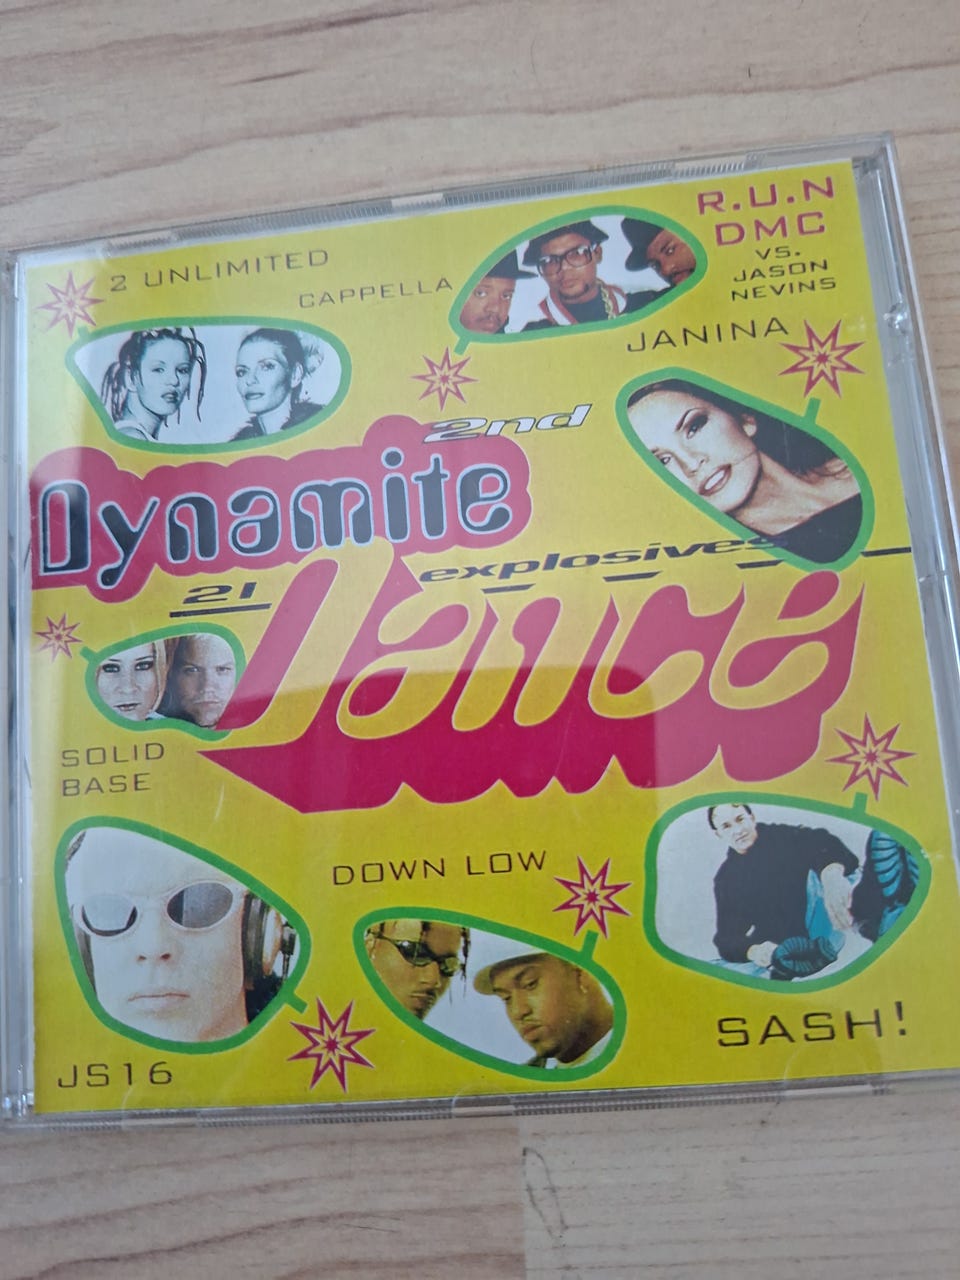 R.U.N
DMC
VS.
JASON
NEVINS
2 UNLIMITED
CAPPELLA
JANINA
2nd
Dynamite
21 explosives
Dance
SOLID
BASE
DOWN LOW
SASH!
JS16